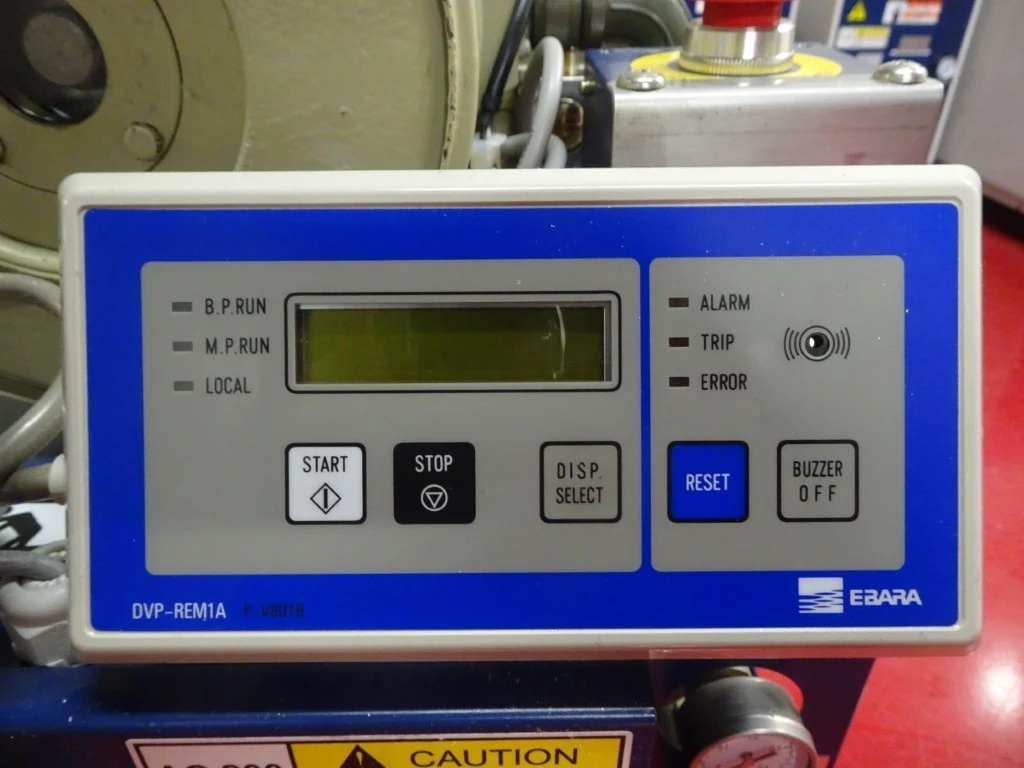 B.P.RUN
M.P.RUN
LOCAL
START
STOP
DISP.
SELECT
ALARM
TRIP
ERROR
RESET
BUZZER
OFF
DVP-REM1A
EBARA
CAUTION